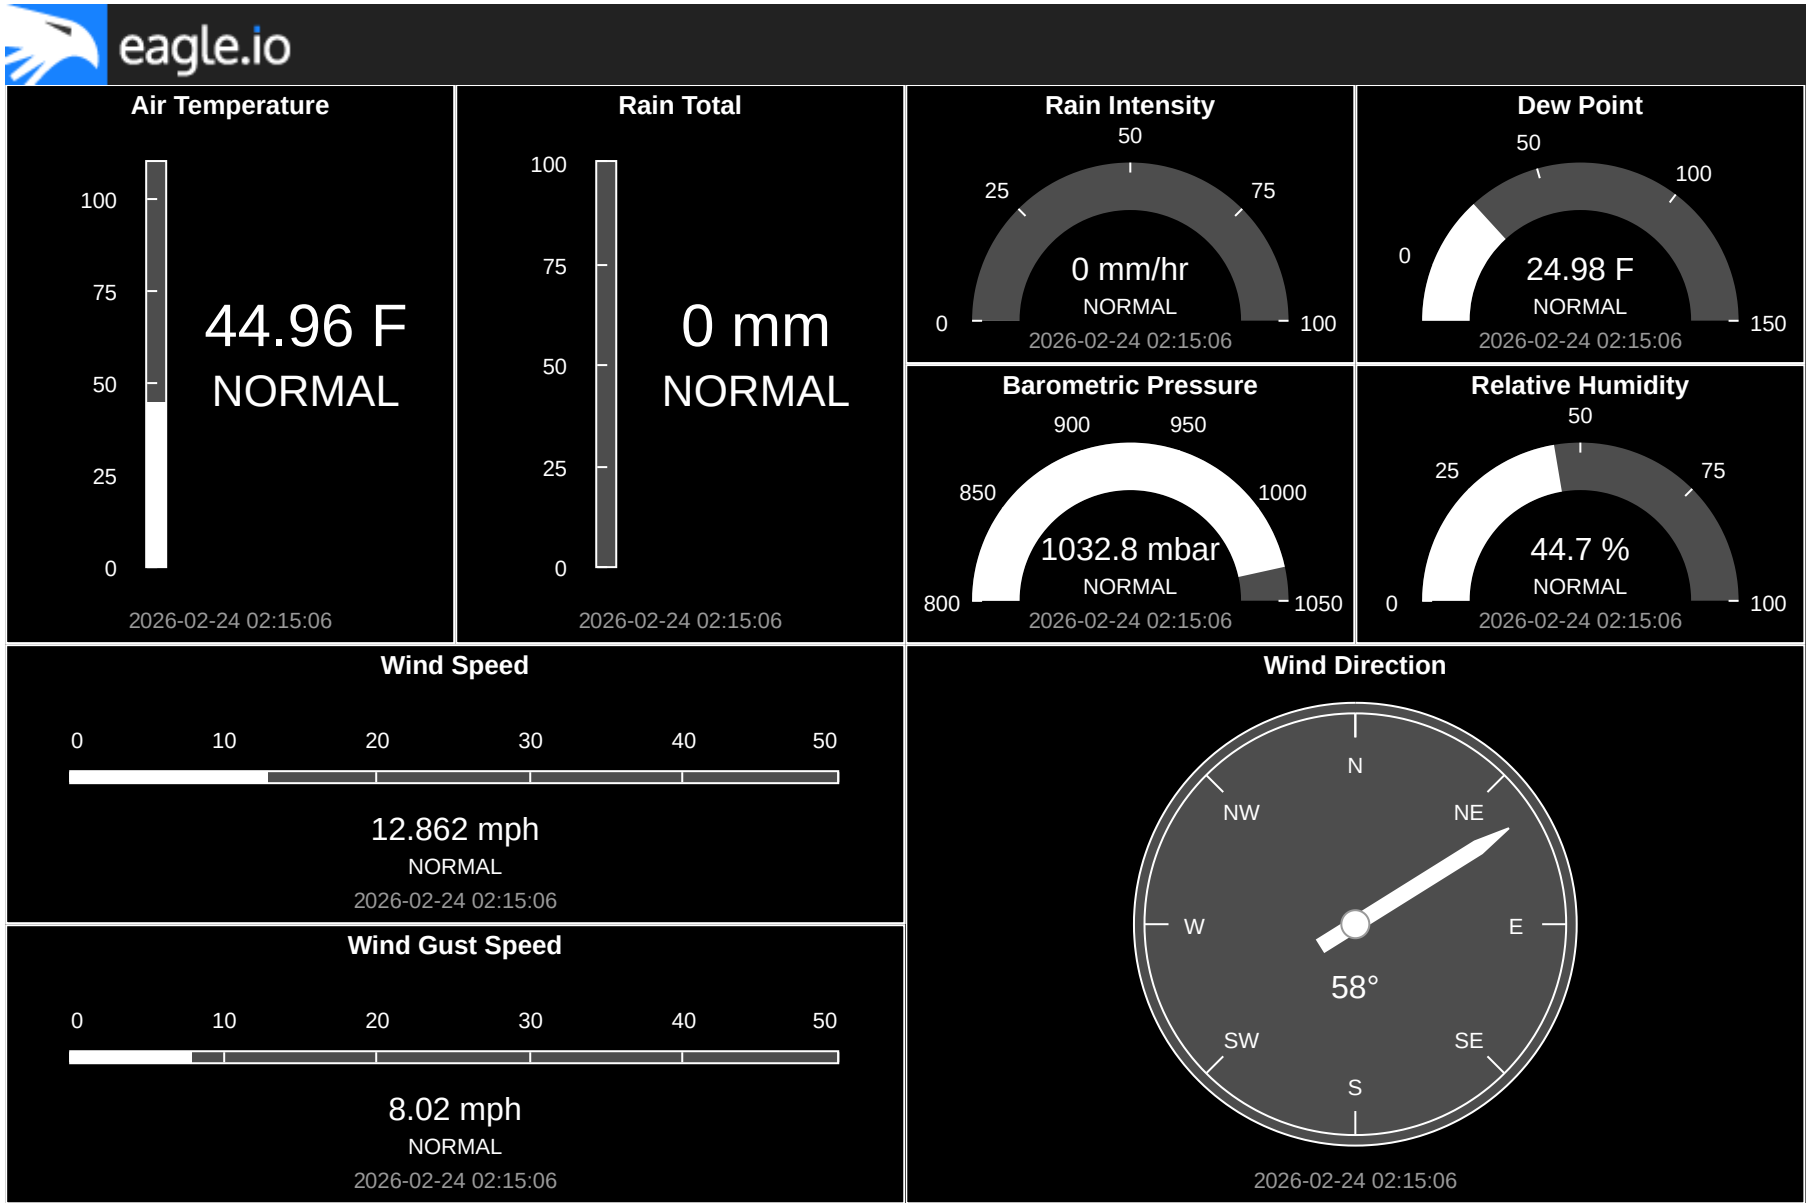 eagle.io
Air Temperature
100
75
50
25
0
44.96 F
NORMAL
2026-02-24 02:15:06
Rain Total
100
75
50
25
0
0 mm
NORMAL
2026-02-24 02:15:06
Rain Intensity
0
25
50
75
100
0 mm/hr
NORMAL
2026-02-24 02:15:06
Dew Point
0
50
100
150
24.98 F
NORMAL
2026-02-24 02:15:06
Barometric Pressure
800
850
900
950
1000
1050
1032.8 mbar
NORMAL
2026-02-24 02:15:06
Relative Humidity
0
25
50
75
100
44.7 %
NORMAL
2026-02-24 02:15:06
Wind Speed
0 10 20 30 40 50
12.862 mph
NORMAL
2026-02-24 02:15:06
Wind Gust Speed
0 10 20 30 40 50
8.02 mph
NORMAL
2026-02-24 02:15:06
Wind Direction
N
NW NE
W E
58°
SW SE
S
2026-02-24 02:15:06